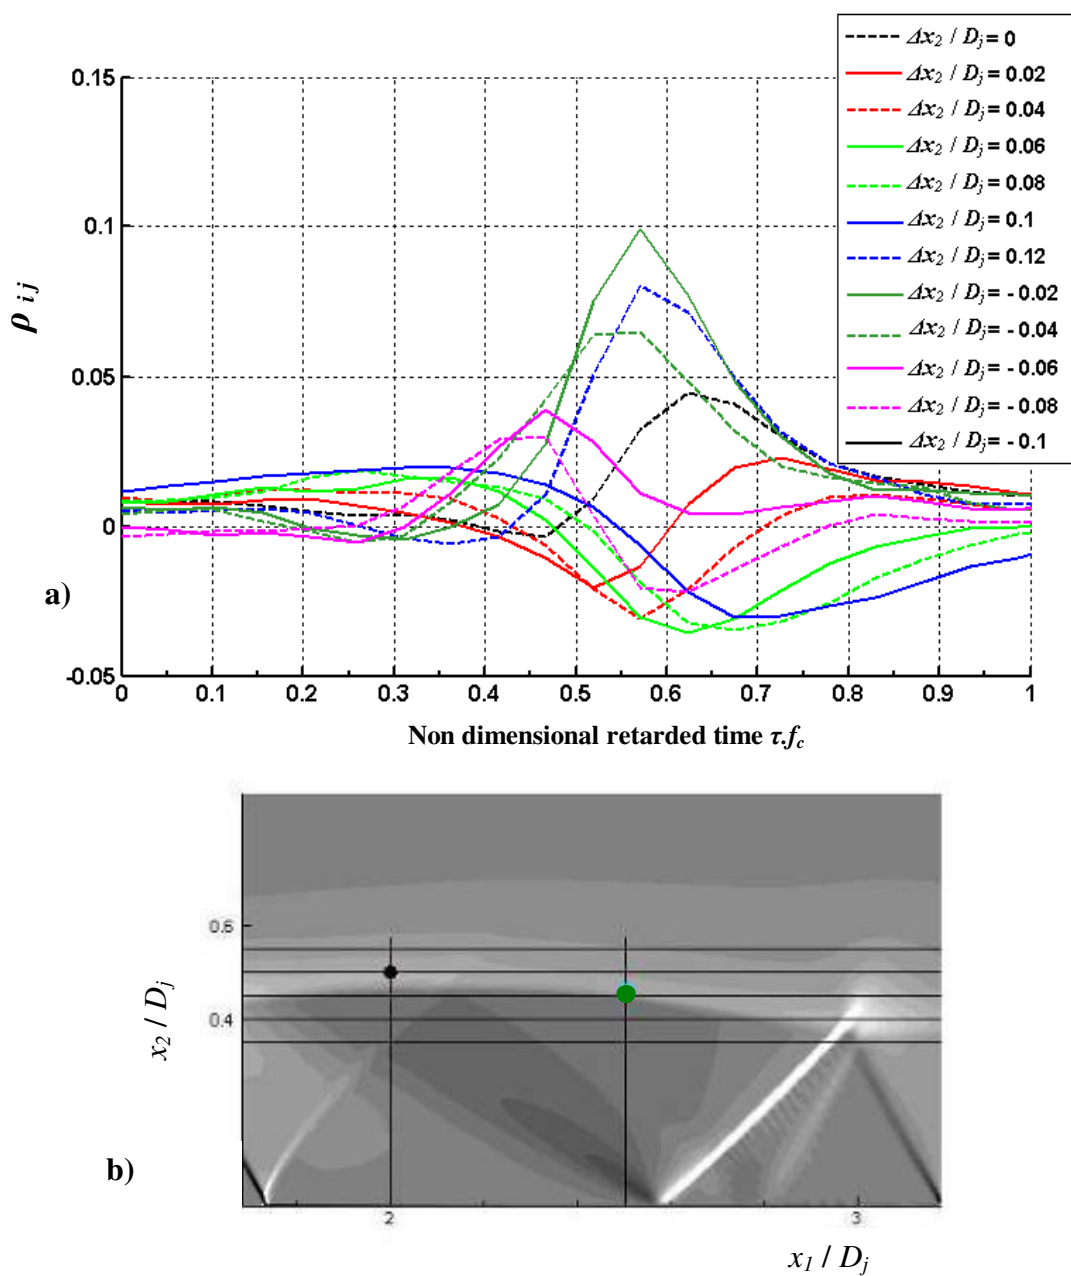 Δx₂ / Dⱼ = 0
Δx₂ / Dⱼ = 0.02
Δx₂ / Dⱼ = 0.04
Δx₂ / Dⱼ = 0.06
Δx₂ / Dⱼ = 0.08
Δx₂ / Dⱼ = 0.1
Δx₂ / Dⱼ = 0.12
Δx₂ / Dⱼ = - 0.02
Δx₂ / Dⱼ = - 0.04
Δx₂ / Dⱼ = - 0.06
Δx₂ / Dⱼ = - 0.08
Δx₂ / Dⱼ = - 0.1
0.15
0.1
0.05
0
-0.05
ρ i j
a)
0 0.1 0.2 0.3 0.4 0.5 0.6 0.7 0.8 0.9 1
Non dimensional retarded time τ.f_c
0.6
0.4
x₂ / Dⱼ
b)
2 3
x₁ / Dⱼ